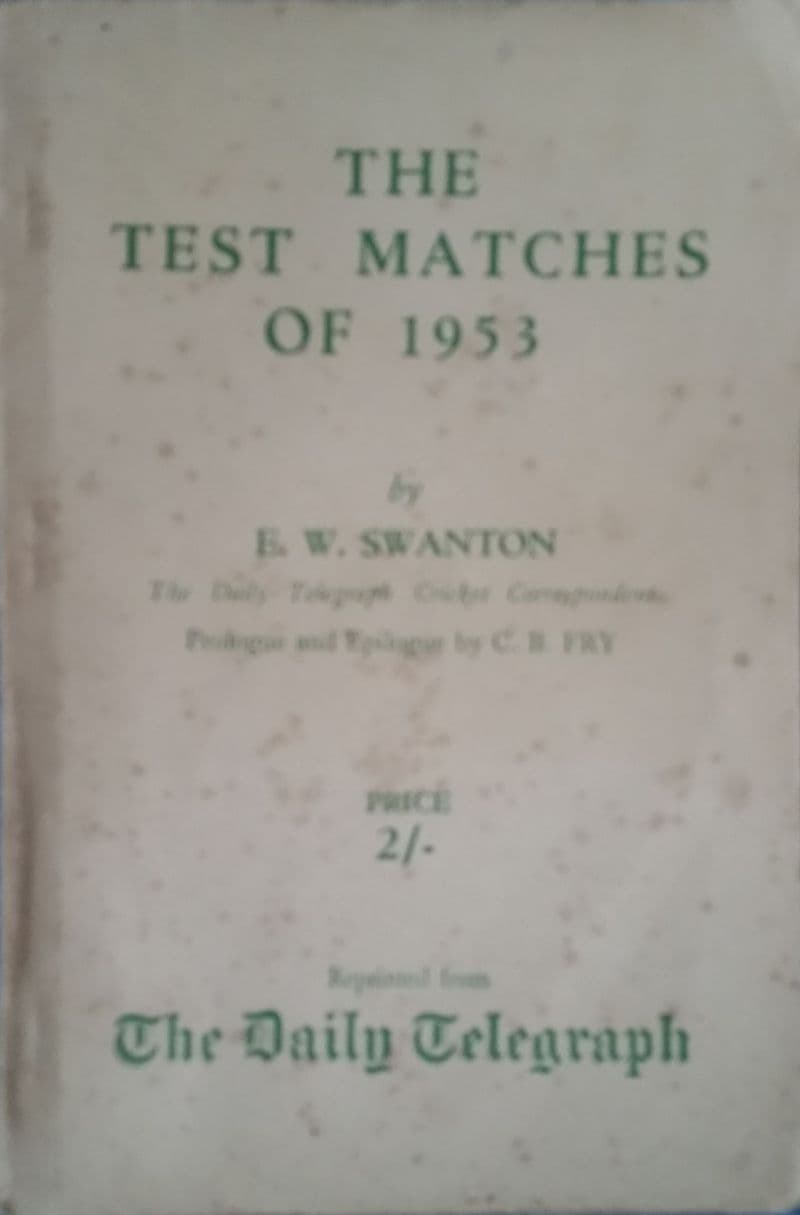 THE
TEST MATCHES
OF 1953
by
E. W. SWANTON
The Daily Telegraph Cricket Correspondent
Prologue and Epilogue by C. B. FRY
PRICE
2/-
Reprinted from
The Daily Telegraph